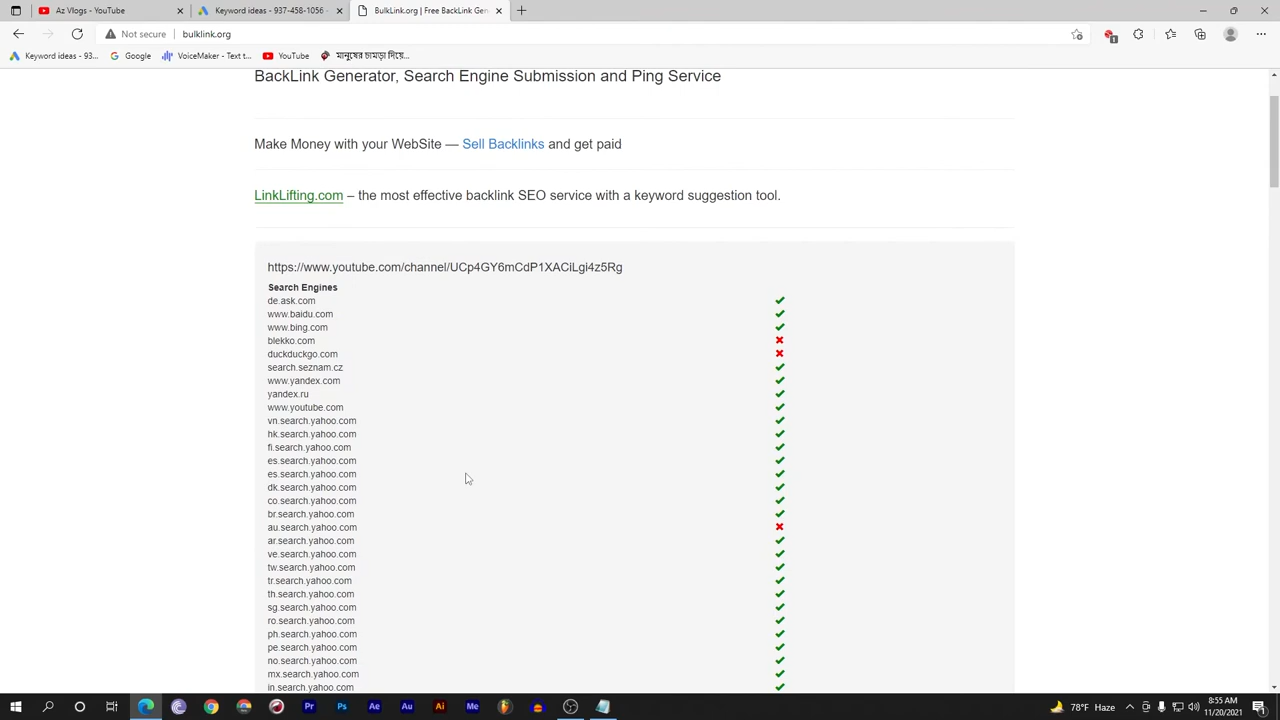 Az Vlogs - YouTube
Keyword ideas - 937-458-1056 -
BulkLink.org | Free BackLink Gen
Not secure
bulklink.org
Keyword ideas - 93...
Google
VoiceMaker - Text t...
YouTube
মানুষের চামড়া দিয়ে...
BackLink Generator, Search Engine Submission and Ping Service
Make Money with your WebSite — Sell Backlinks and get paid
LinkLifting.com – the most effective backlink SEO service with a keyword suggestion tool.
https://www.youtube.com/channel/UCp4GY6mCdP1XACiLgi4z5Rg
Search Engines
de.ask.com
www.baidu.com
www.bing.com
blekko.com
duckduckgo.com
search.seznam.cz
www.yandex.com
yandex.ru
www.youtube.com
vn.search.yahoo.com
hk.search.yahoo.com
fi.search.yahoo.com
es.search.yahoo.com
es.search.yahoo.com
dk.search.yahoo.com
co.search.yahoo.com
br.search.yahoo.com
au.search.yahoo.com
ar.search.yahoo.com
ve.search.yahoo.com
tw.search.yahoo.com
tr.search.yahoo.com
th.search.yahoo.com
sg.search.yahoo.com
ro.search.yahoo.com
ph.search.yahoo.com
pe.search.yahoo.com
no.search.yahoo.com
mx.search.yahoo.com
in.search.yahoo.com
Pr
Ps
Ae
Au
Ai
Me
78°F Haze
8:55 AM
11/20/2021